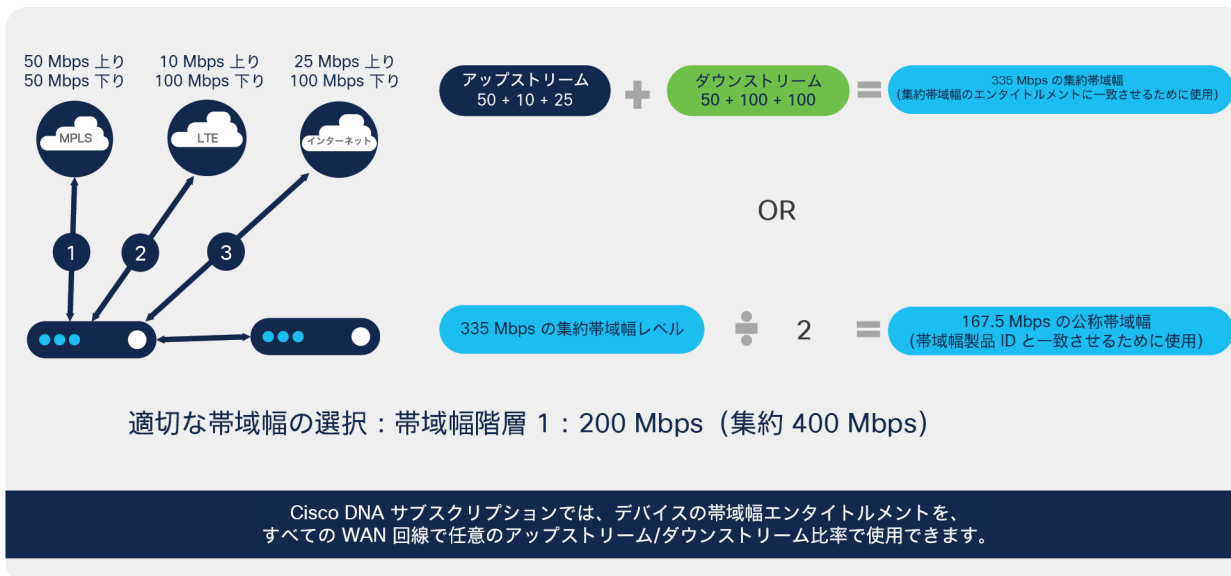 50 Mbps 上り
50 Mbps 下り
10 Mbps 上り
100 Mbps 下り
25 Mbps 上り
100 Mbps 下り
MPLS
LTE
インターネット
1
2
3
アップストリーム
50 + 10 + 25
+
ダウンストリーム
50 + 100 + 100
=
335 Mbps の集約帯域幅
(集約帯域幅のエンタイトルメントに一致させるために使用)
OR
335 Mbps の集約帯域幅レベル
÷
2
=
167.5 Mbps の公称帯域幅
(帯域幅製品 ID と一致させるために使用)
適切な帯域幅の選択：帯域幅階層 1：200 Mbps（集約 400 Mbps）
Cisco DNA サブスクリプションでは、デバイスの帯域幅エンタイトルメントを、
すべての WAN 回線で任意のアップストリーム/ダウンストリーム比率で使用できます。